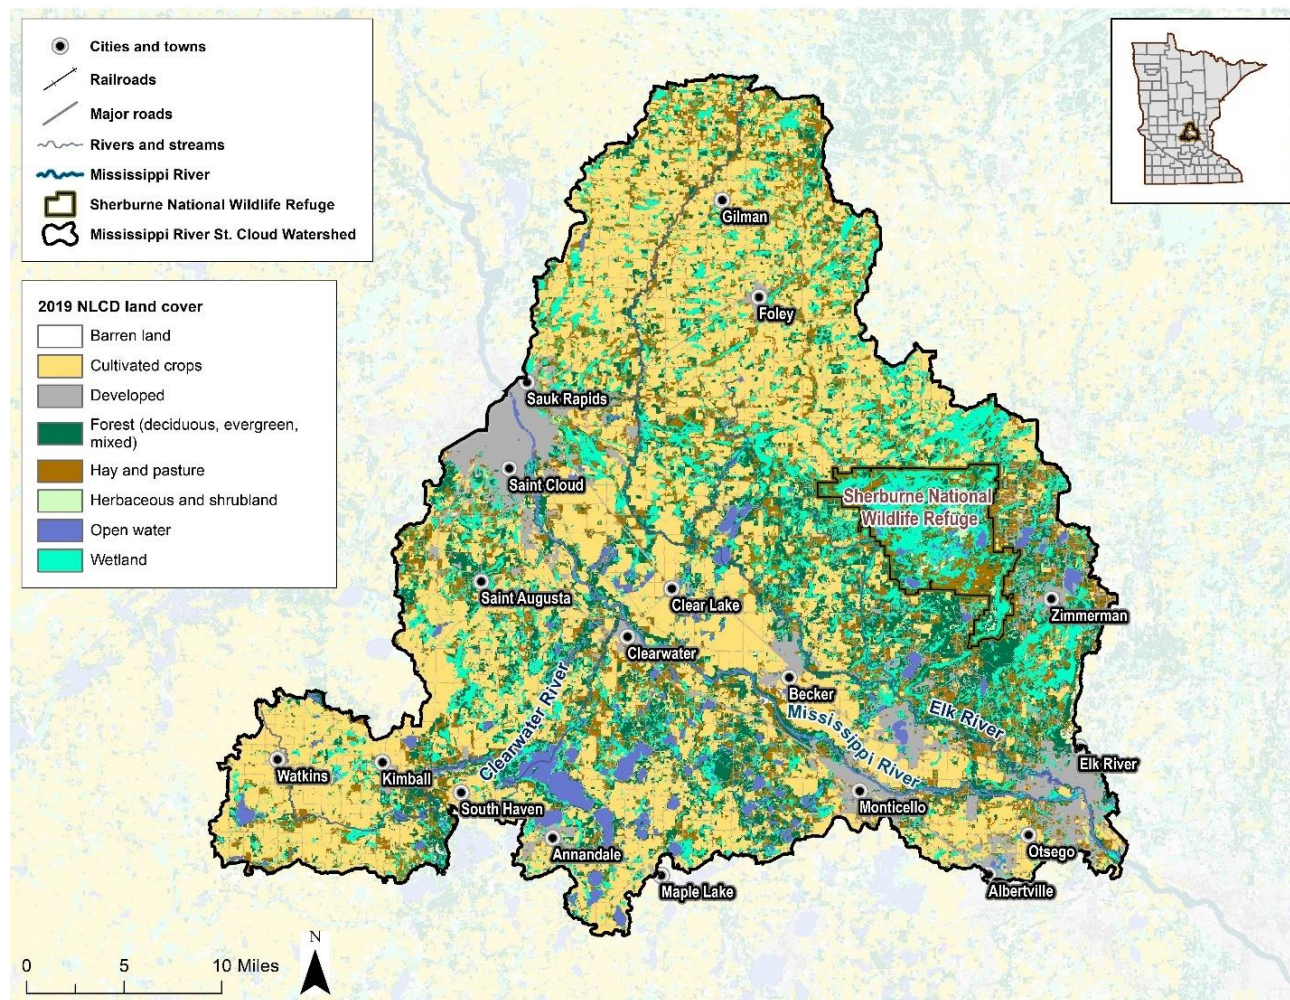 Cities and towns
Railroads
Major roads
Rivers and streams
Mississippi River
Sherburne National Wildlife Refuge
Mississippi River St. Cloud Watershed
2019 NLCD land cover
Barren land
Cultivated crops
Developed
Forest (deciduous, evergreen,
mixed)
Hay and pasture
Herbaceous and shrubland
Open water
Wetland
Gilman
Foley
Sauk Rapids
Saint Cloud
Sherburne National
Wildlife Refuge
Saint Augusta
Clear Lake
Zimmerman
Clearwater
Becker
Clearwater River
Mississippi River
Elk River
Watkins
Kimball
Elk River
South Haven
Monticello
Annandale
Otsego
Maple Lake
Albertville
N
0 5 10 Miles